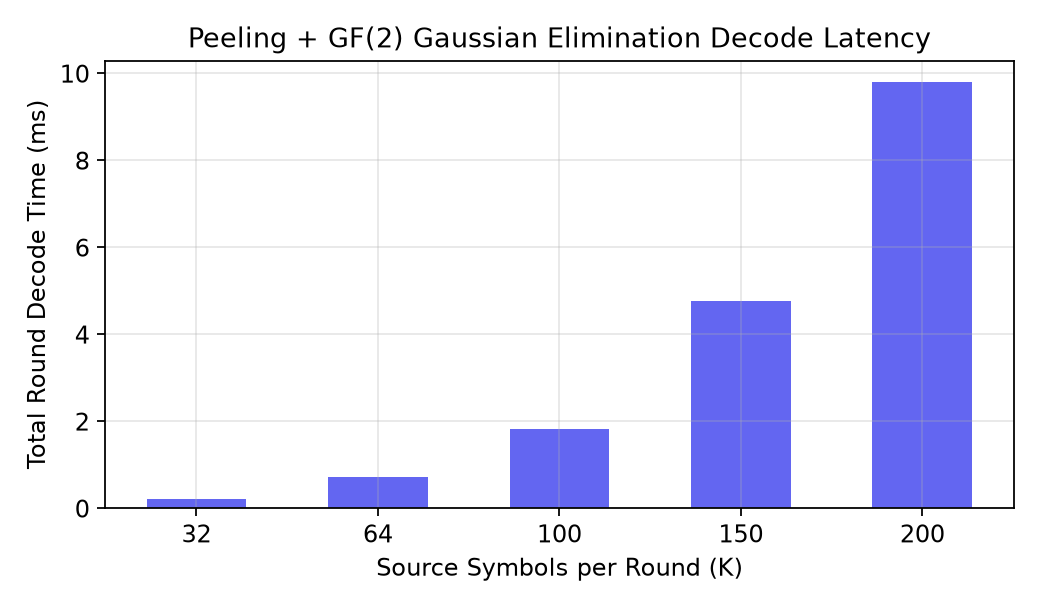 Peeling + GF(2) Gaussian Elimination Decode Latency
Total Round Decode Time (ms)
10
8
6
4
2
0
32 64 100 150 200
Source Symbols per Round (K)